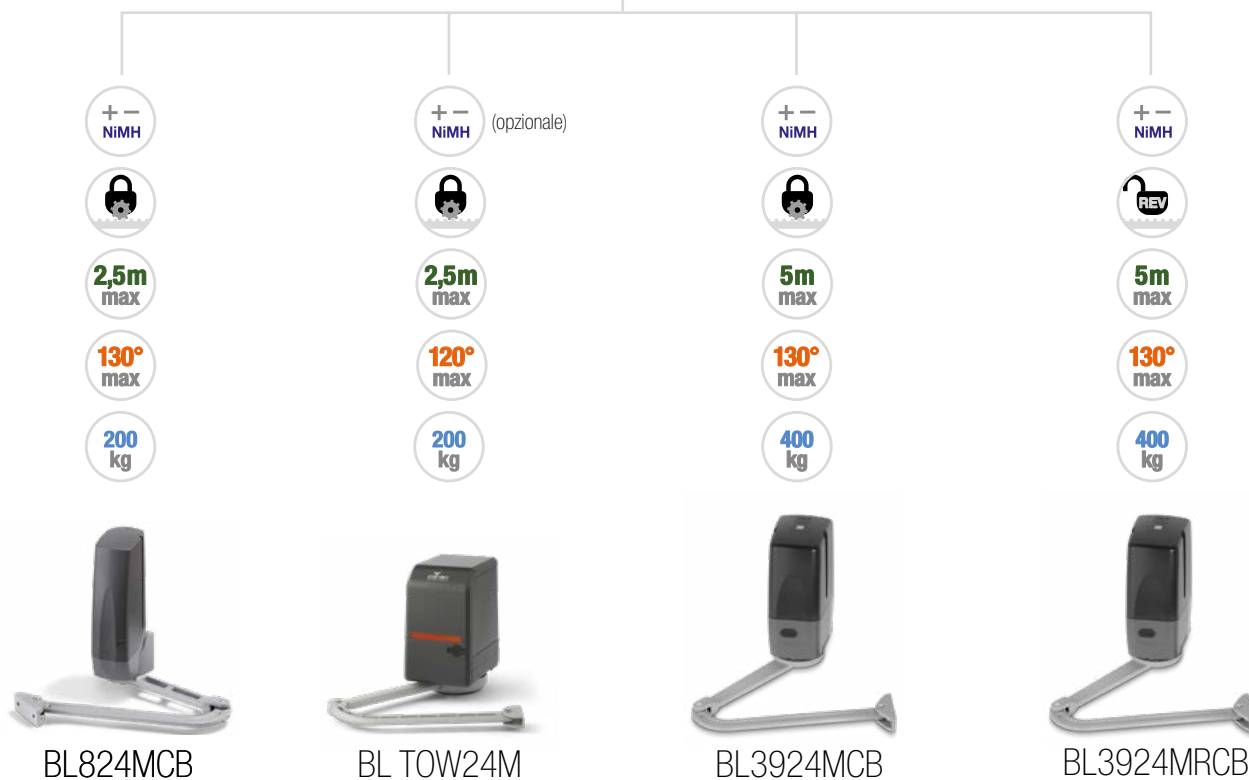 + −
NiMH
+ −
NiMH
(opzionale)
+ −
NiMH
+ −
NiMH
REV
2,5m
max
2,5m
max
5m
max
5m
max
130°
max
120°
max
130°
max
130°
max
200
kg
200
kg
400
kg
400
kg
BL824MCB
BL TOW24M
BL3924MCB
BL3924MRCB